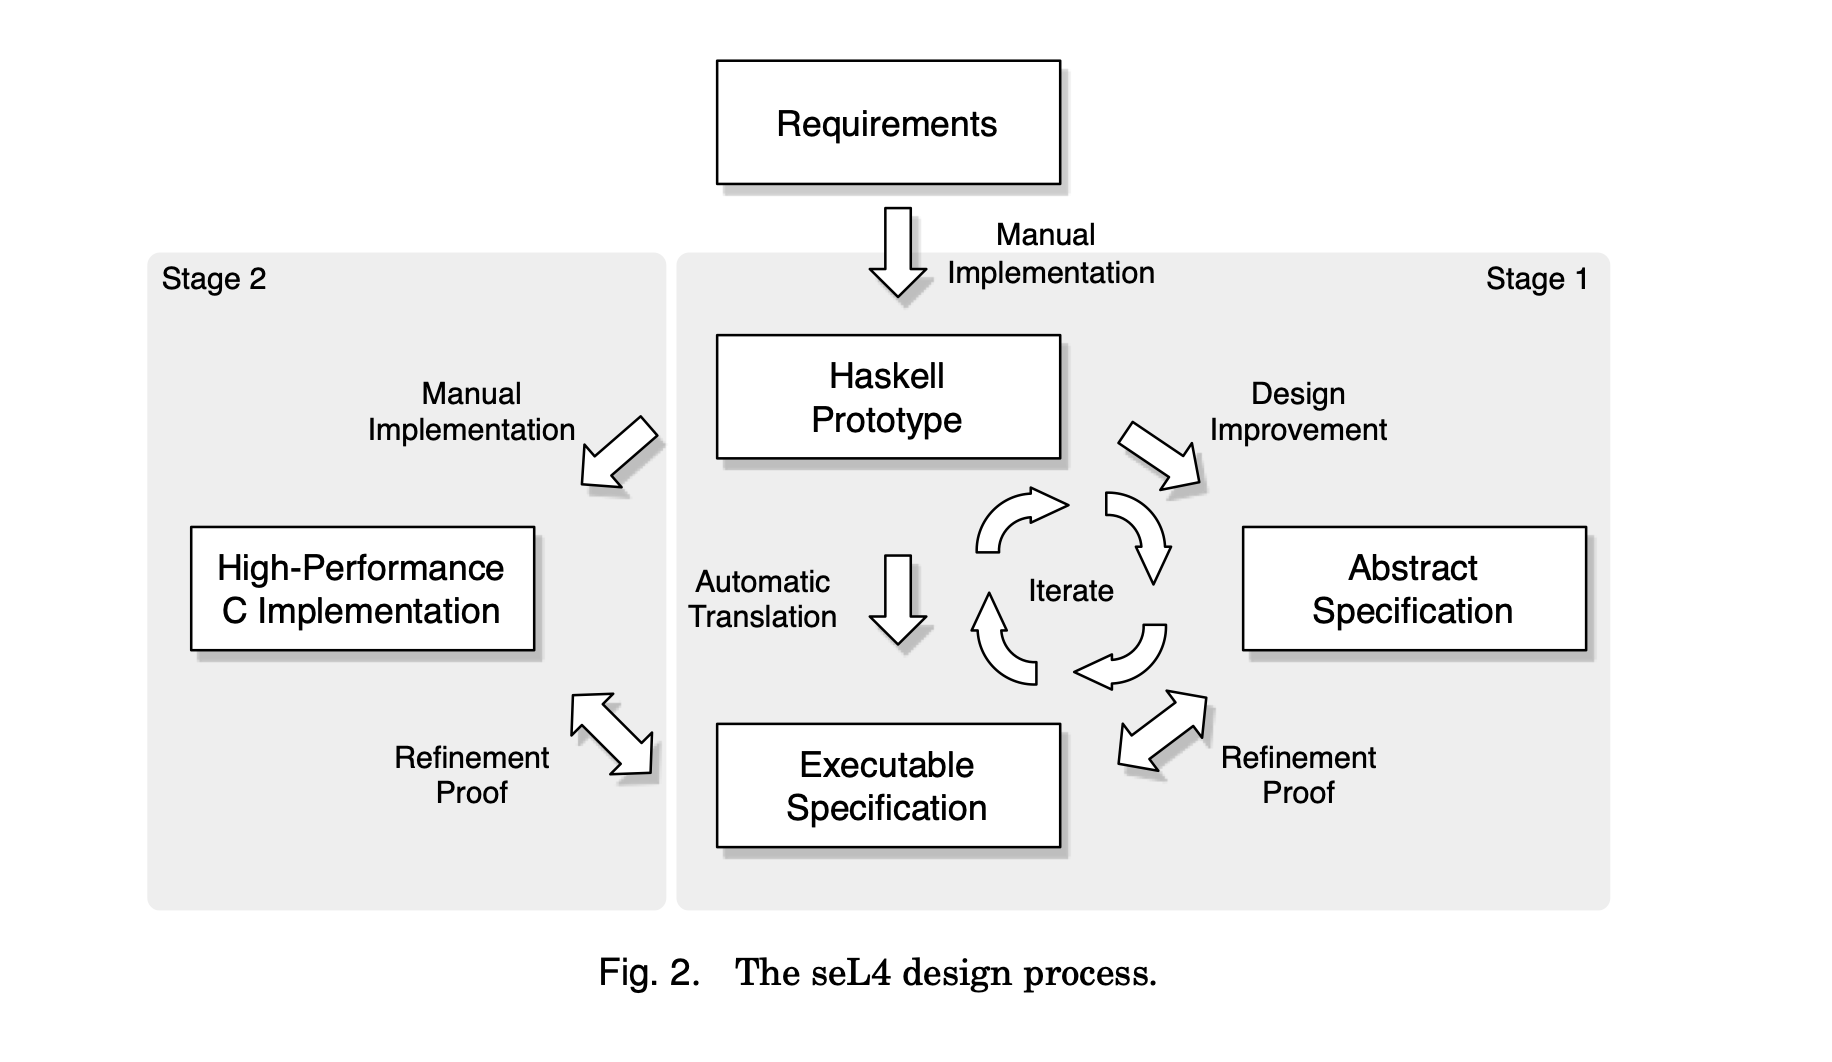 Requirements
Manual
Implementation
Stage 2
Stage 1
Haskell
Prototype
Manual
Implementation
Design
Improvement
High-Performance
C Implementation
Automatic
Translation
Iterate
Abstract
Specification
Refinement
Proof
Executable
Specification
Refinement
Proof
Fig. 2. The seL4 design process.